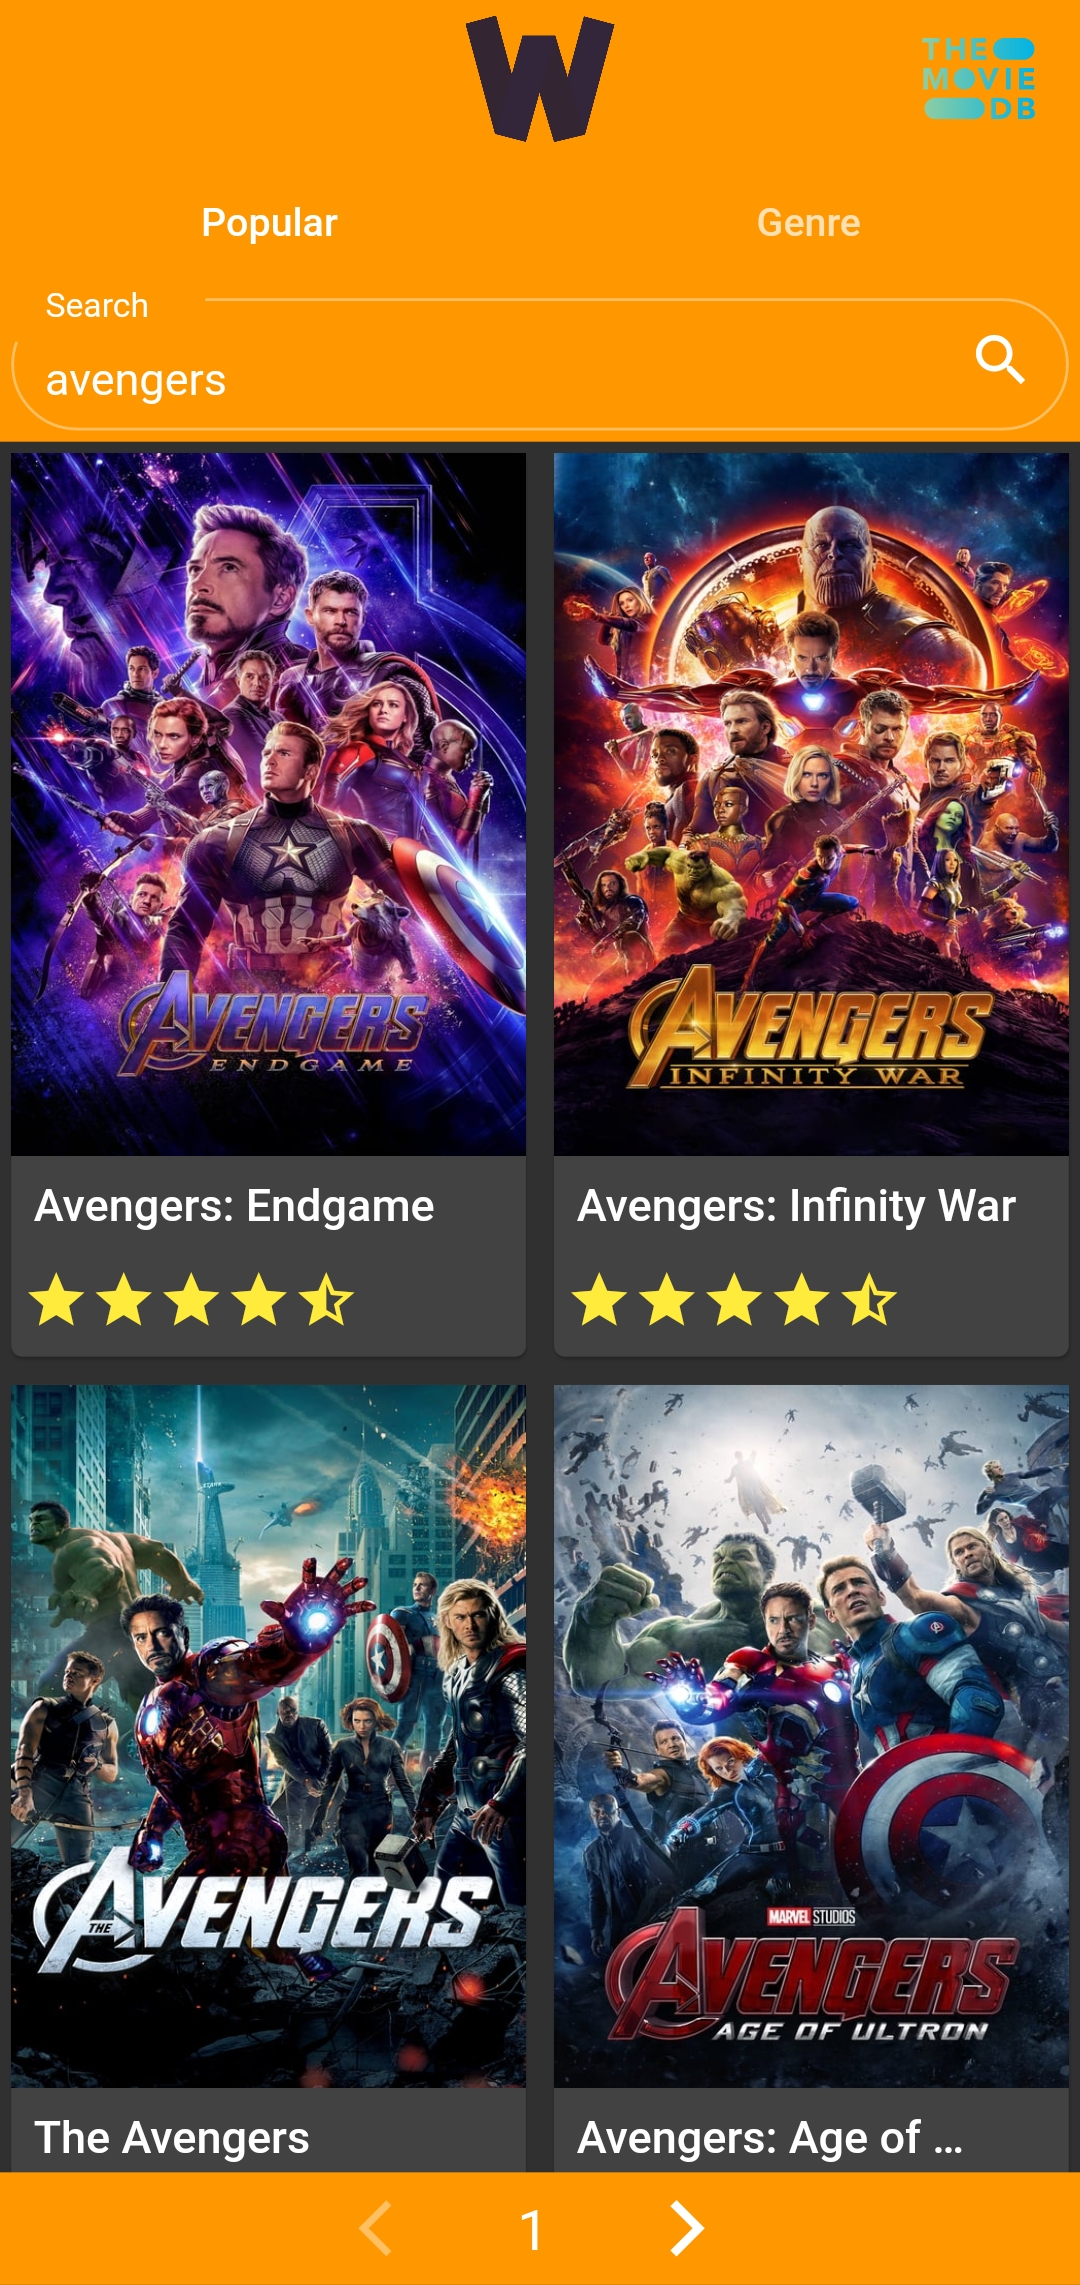 W
THE
MOVIE
DB
Popular
Genre
Search
avengers
AVENGERS
ENDGAME
AVENGERS
INFINITY WAR
Avengers: Endgame
Avengers: Infinity War
STARK
THE AVENGERS
MARVEL STUDIOS
AVENGERS
AGE OF ULTRON
The Avengers
Avengers: Age of ...
1